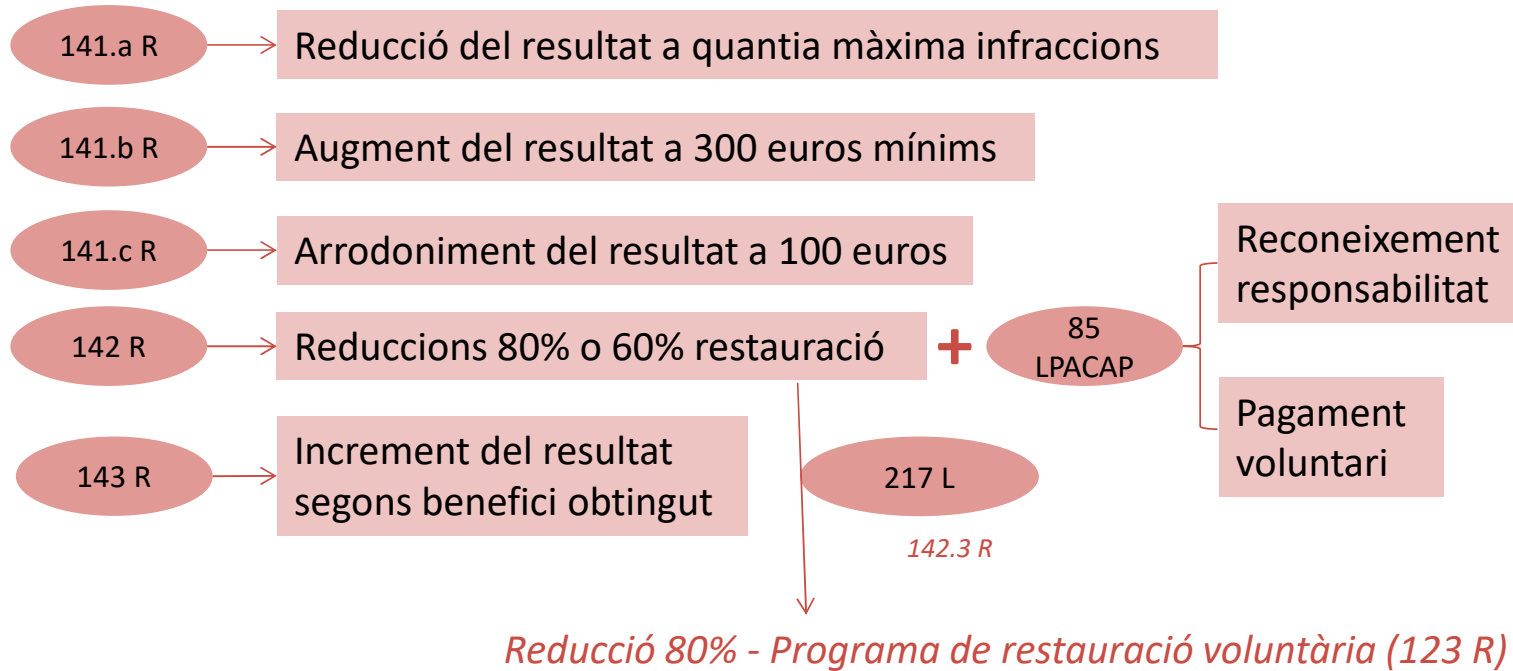 141.a R
Reducció del resultat a quantia màxima infraccions
141.b R
Augment del resultat a 300 euros mínims
141.c R
Arrodoniment del resultat a 100 euros
142 R
Reduccions 80% o 60% restauració
+
85
LPACAP
Reconeixement
responsabilitat
Pagament
voluntari
143 R
Increment del resultat
segons benefici obtingut
217 L
142.3 R
Reducció 80% - Programa de restauració voluntària (123 R)